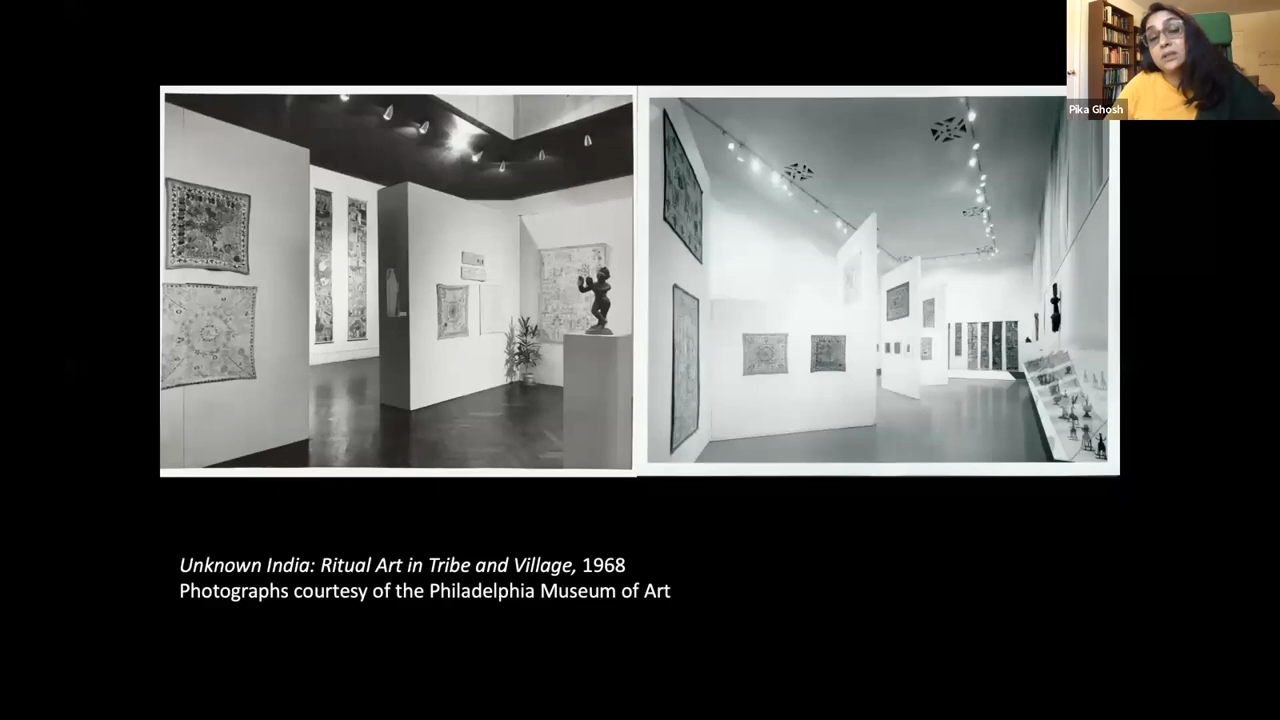 Pika Ghosh
Unknown India: Ritual Art in Tribe and Village, 1968
Photographs courtesy of the Philadelphia Museum of Art